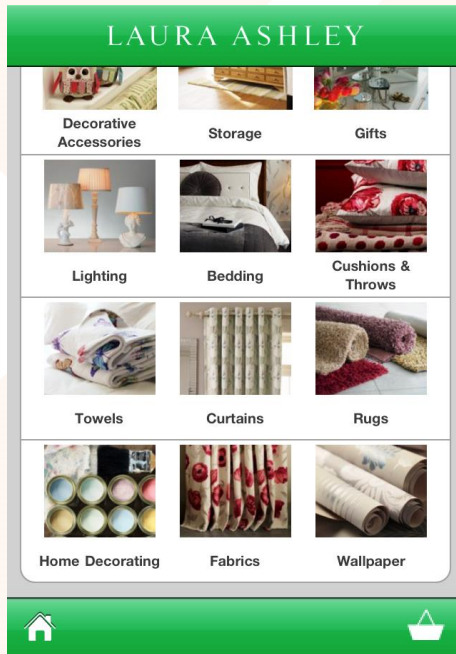 LAURA ASHLEY
Decorative
Accessories
Storage
Gifts
Lighting
Bedding
Cushions &
Throws
Towels
Curtains
Rugs
Home Decorating
Fabrics
Wallpaper